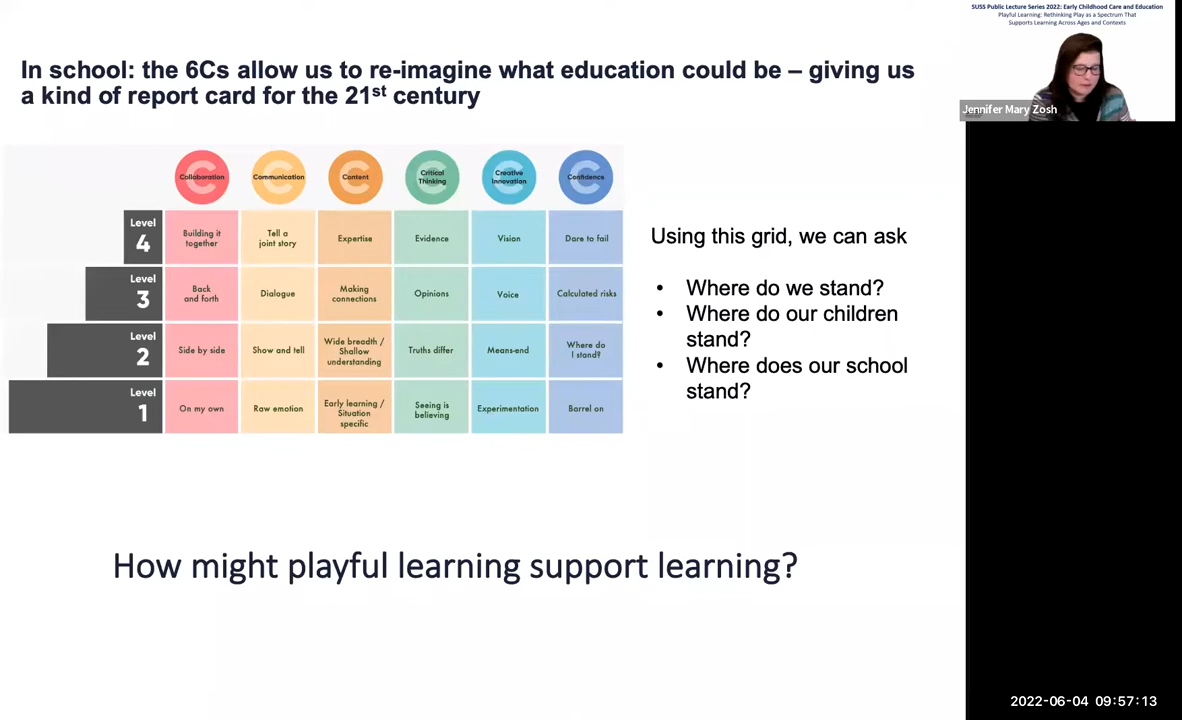 SUSS Public Lecture Series 2022: Early Childhood Care and Education
Playful Learning: Rethinking Play as a Spectrum That
Supports Learning Across Ages and Contexts
Jennifer Mary Zosh
In school: the 6Cs allow us to re-imagine what education could be – giving us
a kind of report card for the 21st century
Collaboration
Communication
Content
Critical
Thinking
Creative
Innovation
Confidence
Level
4
Building it
together
Tell a
joint story
Expertise
Evidence
Vision
Dare to fail
Level
3
Back
and forth
Dialogue
Making
connections
Opinions
Voice
Calculated risks
Level
2
Side by side
Show and tell
Wide breadth /
Shallow
understanding
Truths differ
Means-end
Where do
I stand?
Level
1
On my own
Raw emotion
Early learning /
Situation
specific
Seeing is
believing
Experimentation
Barrel on
Using this grid, we can ask
• Where do we stand?
• Where do our children
stand?
• Where does our school
stand?
How might playful learning support learning?
2022-06-04 09:57:13